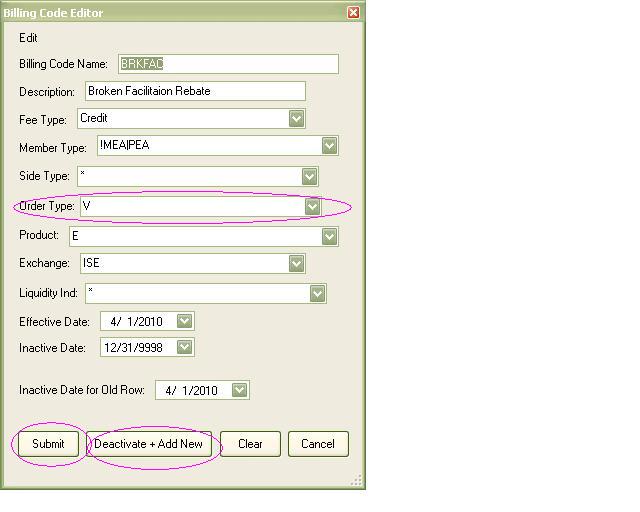 Billing Code Editor
Edit
Billing Code Name: BRKFAC
Description: Broken Facilitaion Rebate
Fee Type: Credit
Member Type: !MEA|PEA
Side Type: *
Order Type: V
Product: E
Exchange: ISE
Liquidity Ind: *
Effective Date: 4/ 1/2010
Inactive Date: 12/31/9998
Inactive Date for Old Row: 4/ 1/2010
Submit Deactivate + Add New Clear Cancel